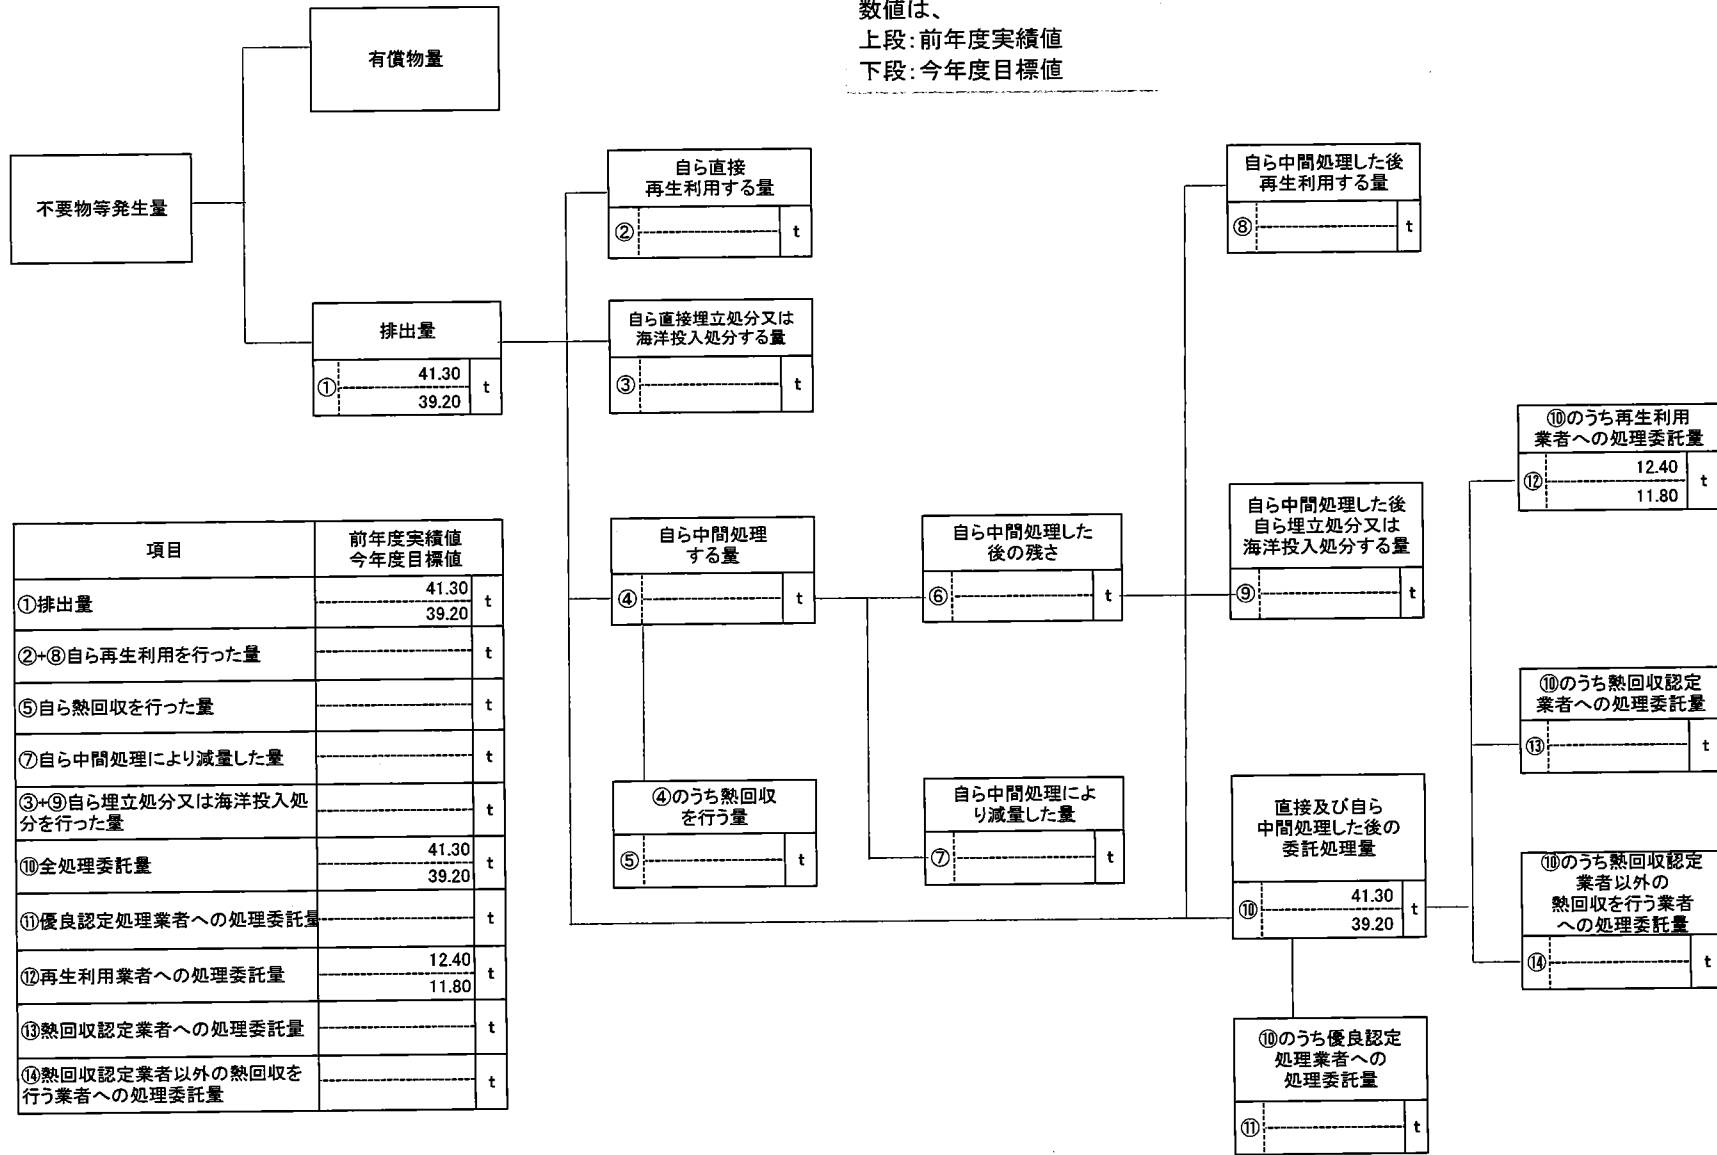 数値は、
上段:前年度実績値
下段:今年度目標値
有償物量
不要物等発生量
排出量
① 41.30 t
39.20
自ら直接
再生利用する量
② t
自ら直接埋立処分又は
海洋投入処分する量
③ t
自ら中間処理
する量
④ t
④のうち熱回収
を行う量
⑤ t
自ら中間処理した
後の残さ
⑥ t
自ら中間処理によ
り減量した量
⑦ t
自ら中間処理した後
再生利用する量
⑧ t
自ら中間処理した後
自ら埋立処分又は
海洋投入処分する量
⑨ t
直接及び自ら
中間処理した後の
委託処理量
⑩ 41.30 t
39.20
⑩のうち優良認定
処理業者への
処理委託量
⑪ t
⑩のうち再生利用
業者への処理委託量
⑫ 12.40 t
11.80
⑩のうち熱回収認定
業者への処理委託量
⑬ t
⑩のうち熱回収認定
業者以外の
熱回収を行う業者
への処理委託量
⑭ t
項目 前年度実績値
今年度目標値
①排出量 41.30 t
39.20
②+⑧自ら再生利用を行った量 t
⑤自ら熱回収を行った量 t
⑦自ら中間処理により減量した量 t
③+⑨自ら埋立処分又は海洋投入処
分を行った量 t
⑩全処理委託量 41.30 t
39.20
⑪優良認定処理業者への処理委託量 t
⑫再生利用業者への処理委託量 12.40 t
11.80
⑬熱回収認定業者への処理委託量 t
⑭熱回収認定業者以外の熱回収を
行う業者への処理委託量 t